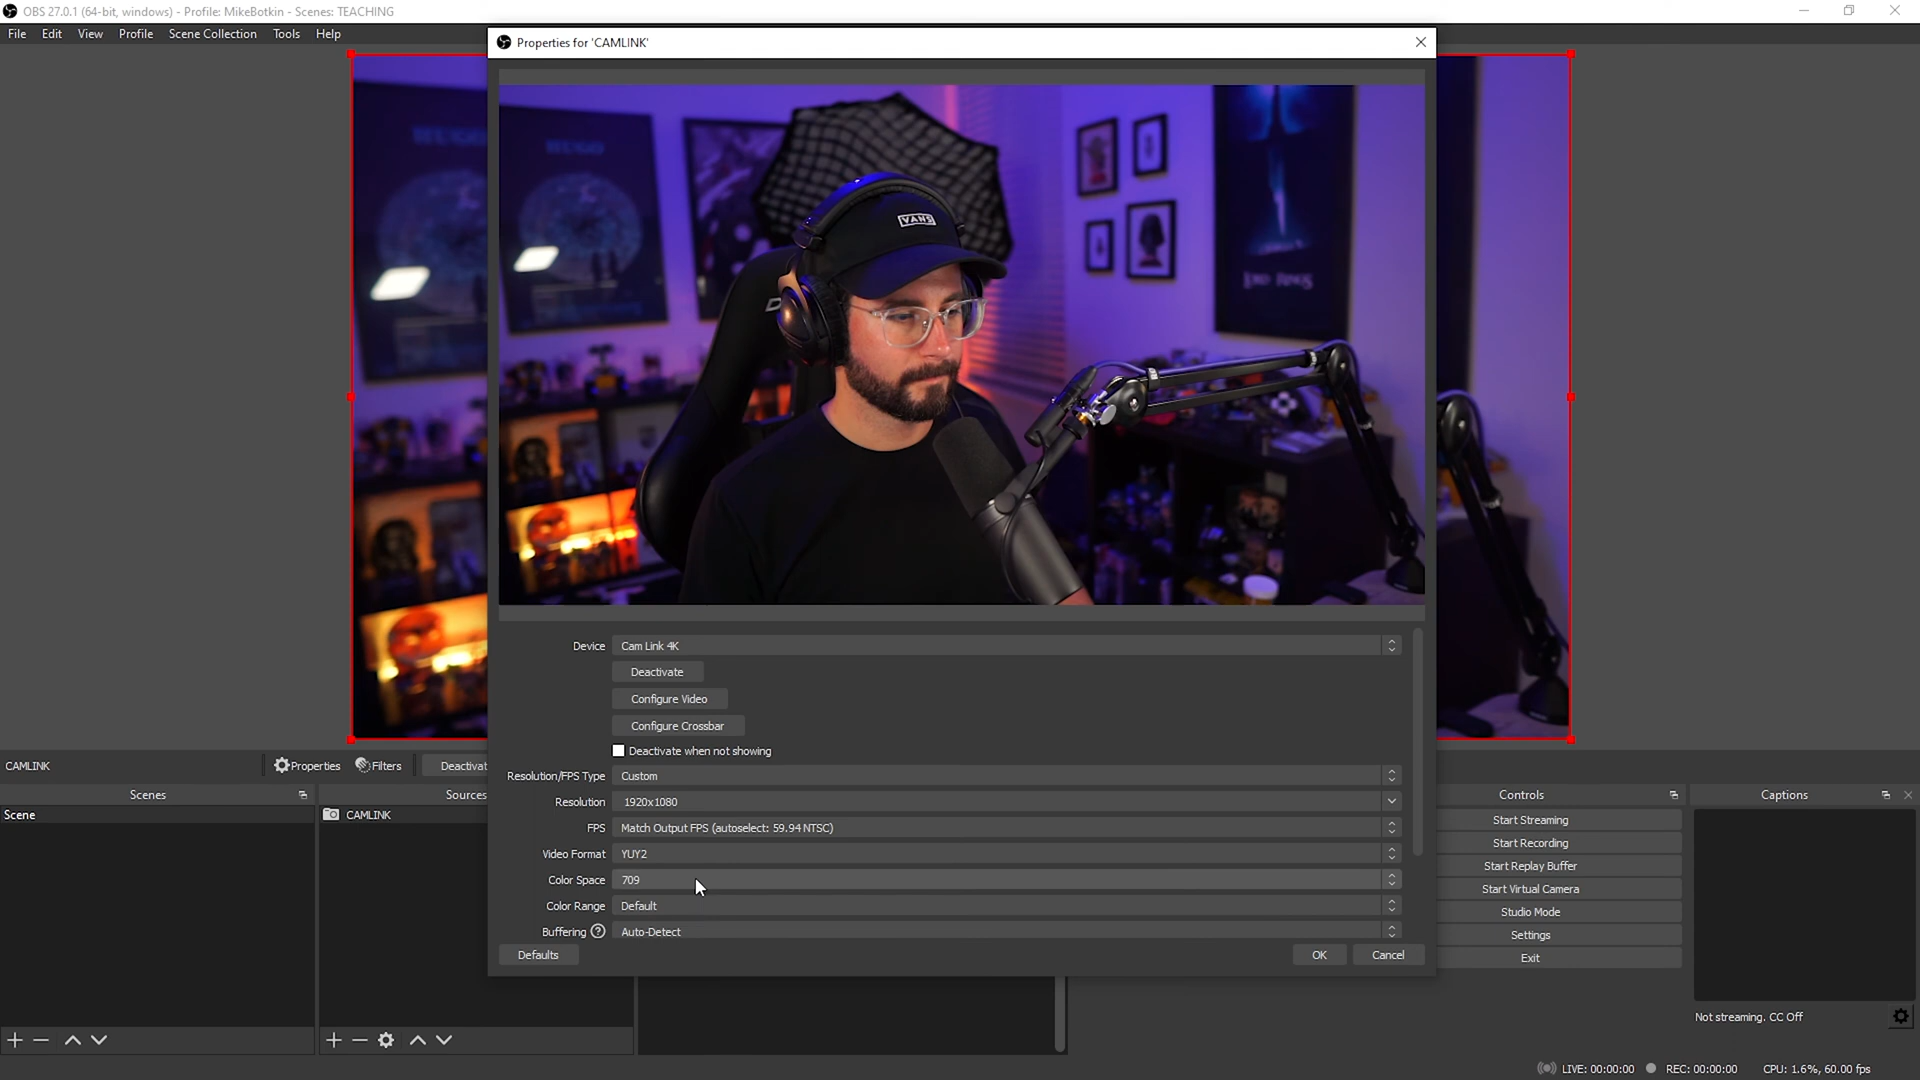 OBS 27.0.1 (64-bit, windows) - Profile: MikeBotkin - Scenes: TEACHING
File Edit View Profile Scene Collection Tools Help
Properties for 'CAMLINK'
HUGO
HUGO
VANS
LORD RINGS
Device Cam Link 4K
Deactivate
Configure Video
Configure Crossbar
Deactivate when not showing
Resolution/FPS Type Custom
Resolution 1920x1080
FPS Match Output FPS (autoselect: 59.94 NTSC)
Video Format YUY2
Color Space 709
Color Range Default
Buffering ? Auto-Detect
Defaults OK Cancel
CAMLINK Properties Filters Deactivat
Scenes Sources Controls Captions
Scene
CAMLINK
Start Streaming
Start Recording
Start Replay Buffer
Start Virtual Camera
Studio Mode
Settings
Exit
Not streaming. CC Off
LIVE: 00:00:00 REC: 00:00:00 CPU: 1.6%, 60.00 fps